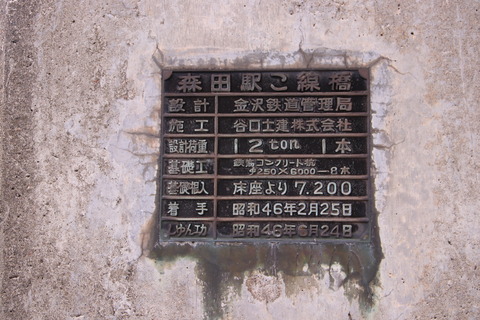 森田駅こ線橋
設計 金沢鉄道管理局
施工 谷口土建株式会社
設計荷重 12ton 1本
基礎工 鉄筋コンクリート杭 φ250×6000-8本
基礎根入 床座より7.200
着手 昭和46年2月25日
しゆん功 昭和46年6月24日